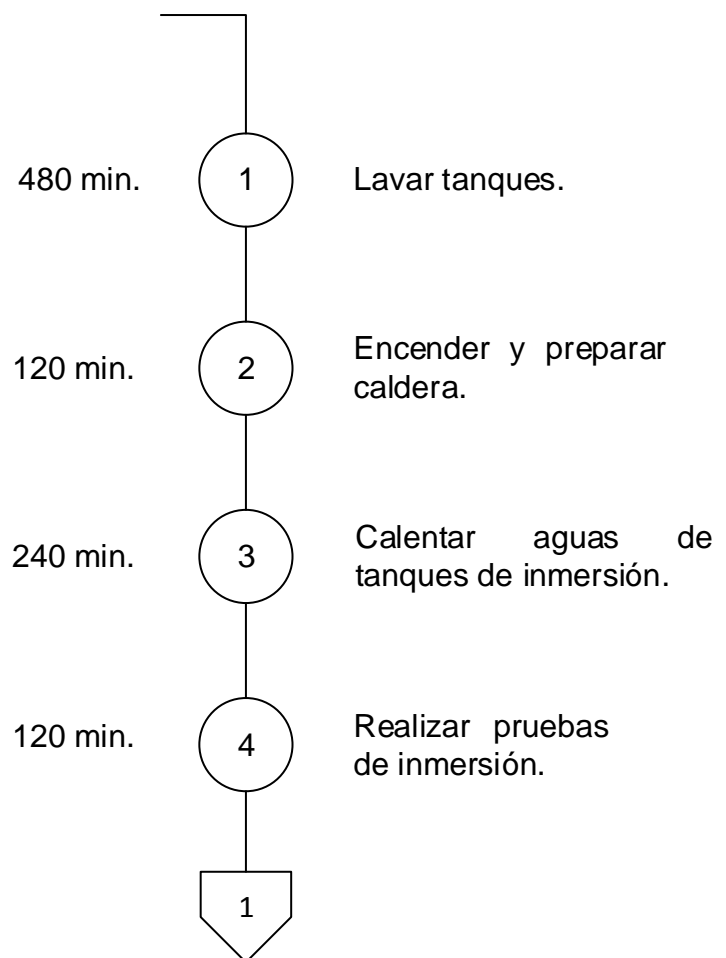 480 min.
1
Lavar tanques.
120 min.
2
Encender y preparar
caldera.
240 min.
3
Calentar aguas de
tanques de inmersión.
120 min.
4
Realizar pruebas
de inmersión.
1